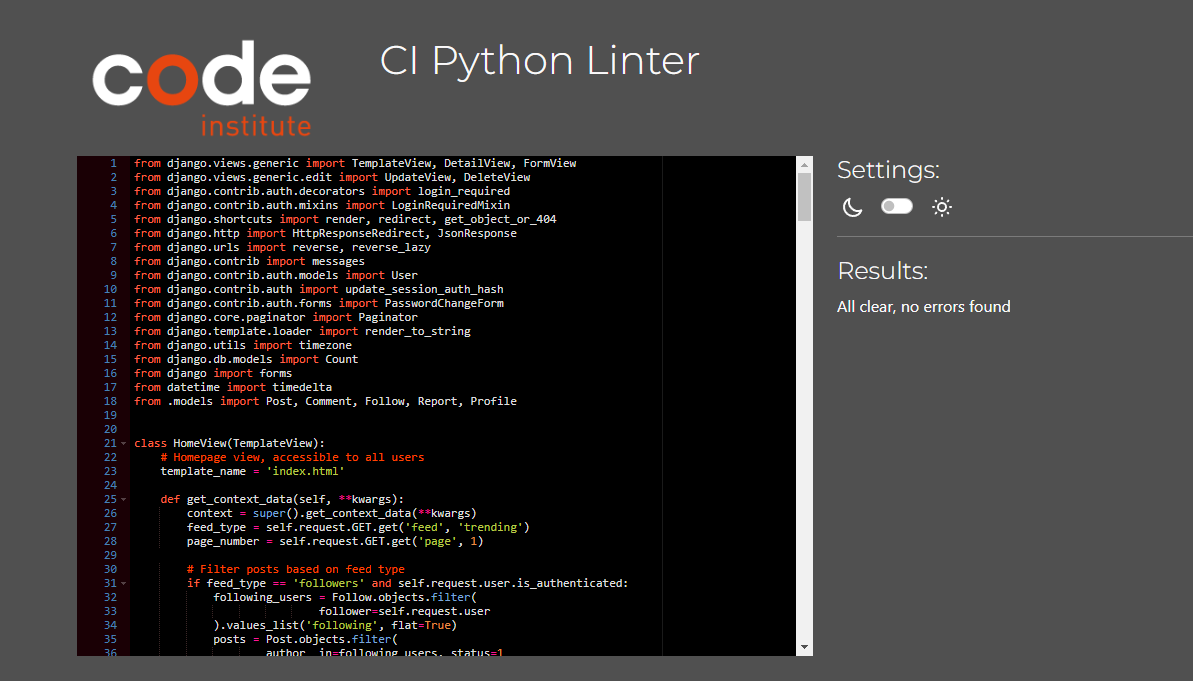 code
institute
CI Python Linter
1 from django.views.generic import TemplateView, DetailView, FormView
2 from django.views.generic.edit import UpdateView, DeleteView
3 from django.contrib.auth.decorators import login_required
4 from django.contrib.auth.mixins import LoginRequiredMixin
5 from django.shortcuts import render, redirect, get_object_or_404
6 from django.http import HttpResponseRedirect, JsonResponse
7 from django.urls import reverse, reverse_lazy
8 from django.contrib import messages
9 from django.contrib.auth.models import User
10 from django.contrib.auth import update_session_auth_hash
11 from django.contrib.auth.forms import PasswordChangeForm
12 from django.core.paginator import Paginator
13 from django.template.loader import render_to_string
14 from django.utils import timezone
15 from django.db.models import Count
16 from django import forms
17 from datetime import timedelta
18 from .models import Post, Comment, Follow, Report, Profile
19
20
21 class HomeView(TemplateView):
22     # Homepage view, accessible to all users
23     template_name = 'index.html'
24
25     def get_context_data(self, **kwargs):
26         context = super().get_context_data(**kwargs)
27         feed_type = self.request.GET.get('feed', 'trending')
28         page_number = self.request.GET.get('page', 1)
29
30         # Filter posts based on feed type
31         if feed_type == 'followers' and self.request.user.is_authenticated:
32             following_users = Follow.objects.filter(
33                             follower=self.request.user
34             ).values_list('following', flat=True)
35             posts = Post.objects.filter(
36                     author__in=following_users, status=1
Settings:
Results:
All clear, no errors found